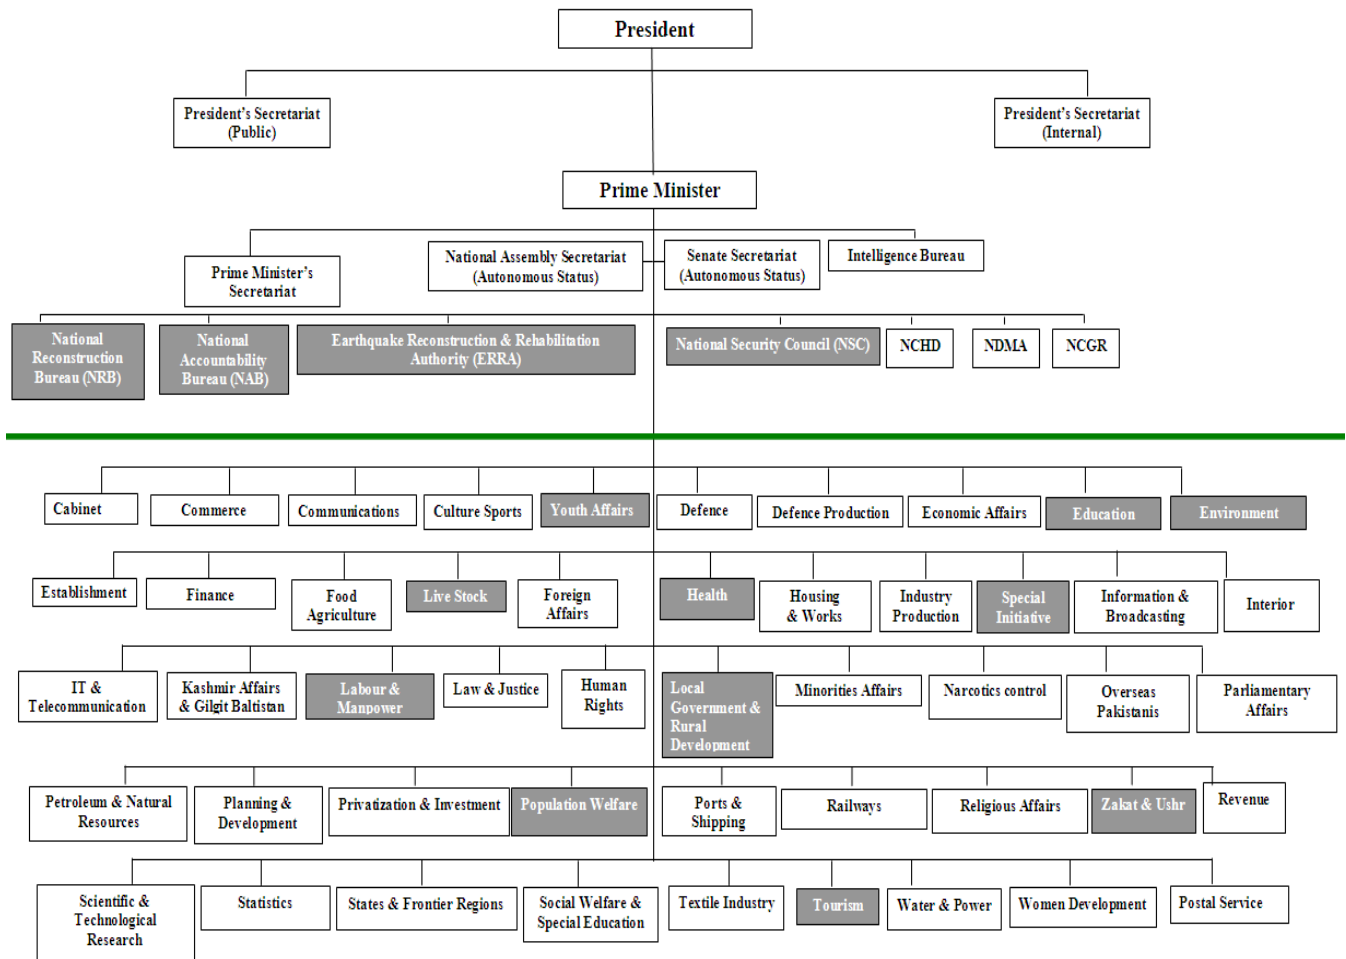 President
President's Secretariat
(Public)
President's Secretariat
(Internal)
Prime Minister
Prime Minister's
Secretariat
National Assembly Secretariat
(Autonomous Status)
Senate Secretariat
(Autonomous Status)
Intelligence Bureau
National
Reconstruction
Bureau (NRB)
National
Accountability
Bureau (NAB)
Earthquake Reconstruction & Rehabilitation
Authority (ERRA)
National Security Council (NSC)
NCHD
NDMA
NCGR
Cabinet
Commerce
Communications
Culture Sports
Youth Affairs
Defence
Defence Production
Economic Affairs
Education
Environment
Establishment
Finance
Food
Agriculture
Live Stock
Foreign
Affairs
Health
Housing
& Works
Industry
Production
Special
Initiative
Information &
Broadcasting
Interior
IT &
Telecommunication
Kashmir Affairs
& Gilgit Baltistan
Labour &
Manpower
Law & Justice
Human
Rights
Local
Government &
Rural
Development
Minorities Affairs
Narcotics control
Overseas
Pakistanis
Parliamentary
Affairs
Petroleum & Natural
Resources
Planning &
Development
Privatization & Investment
Population Welfare
Ports &
Shipping
Railways
Religious Affairs
Zakat & Ushr
Revenue
Scientific &
Technological
Research
Statistics
States & Frontier Regions
Social Welfare &
Special Education
Textile Industry
Tourism
Water & Power
Women Development
Postal Service